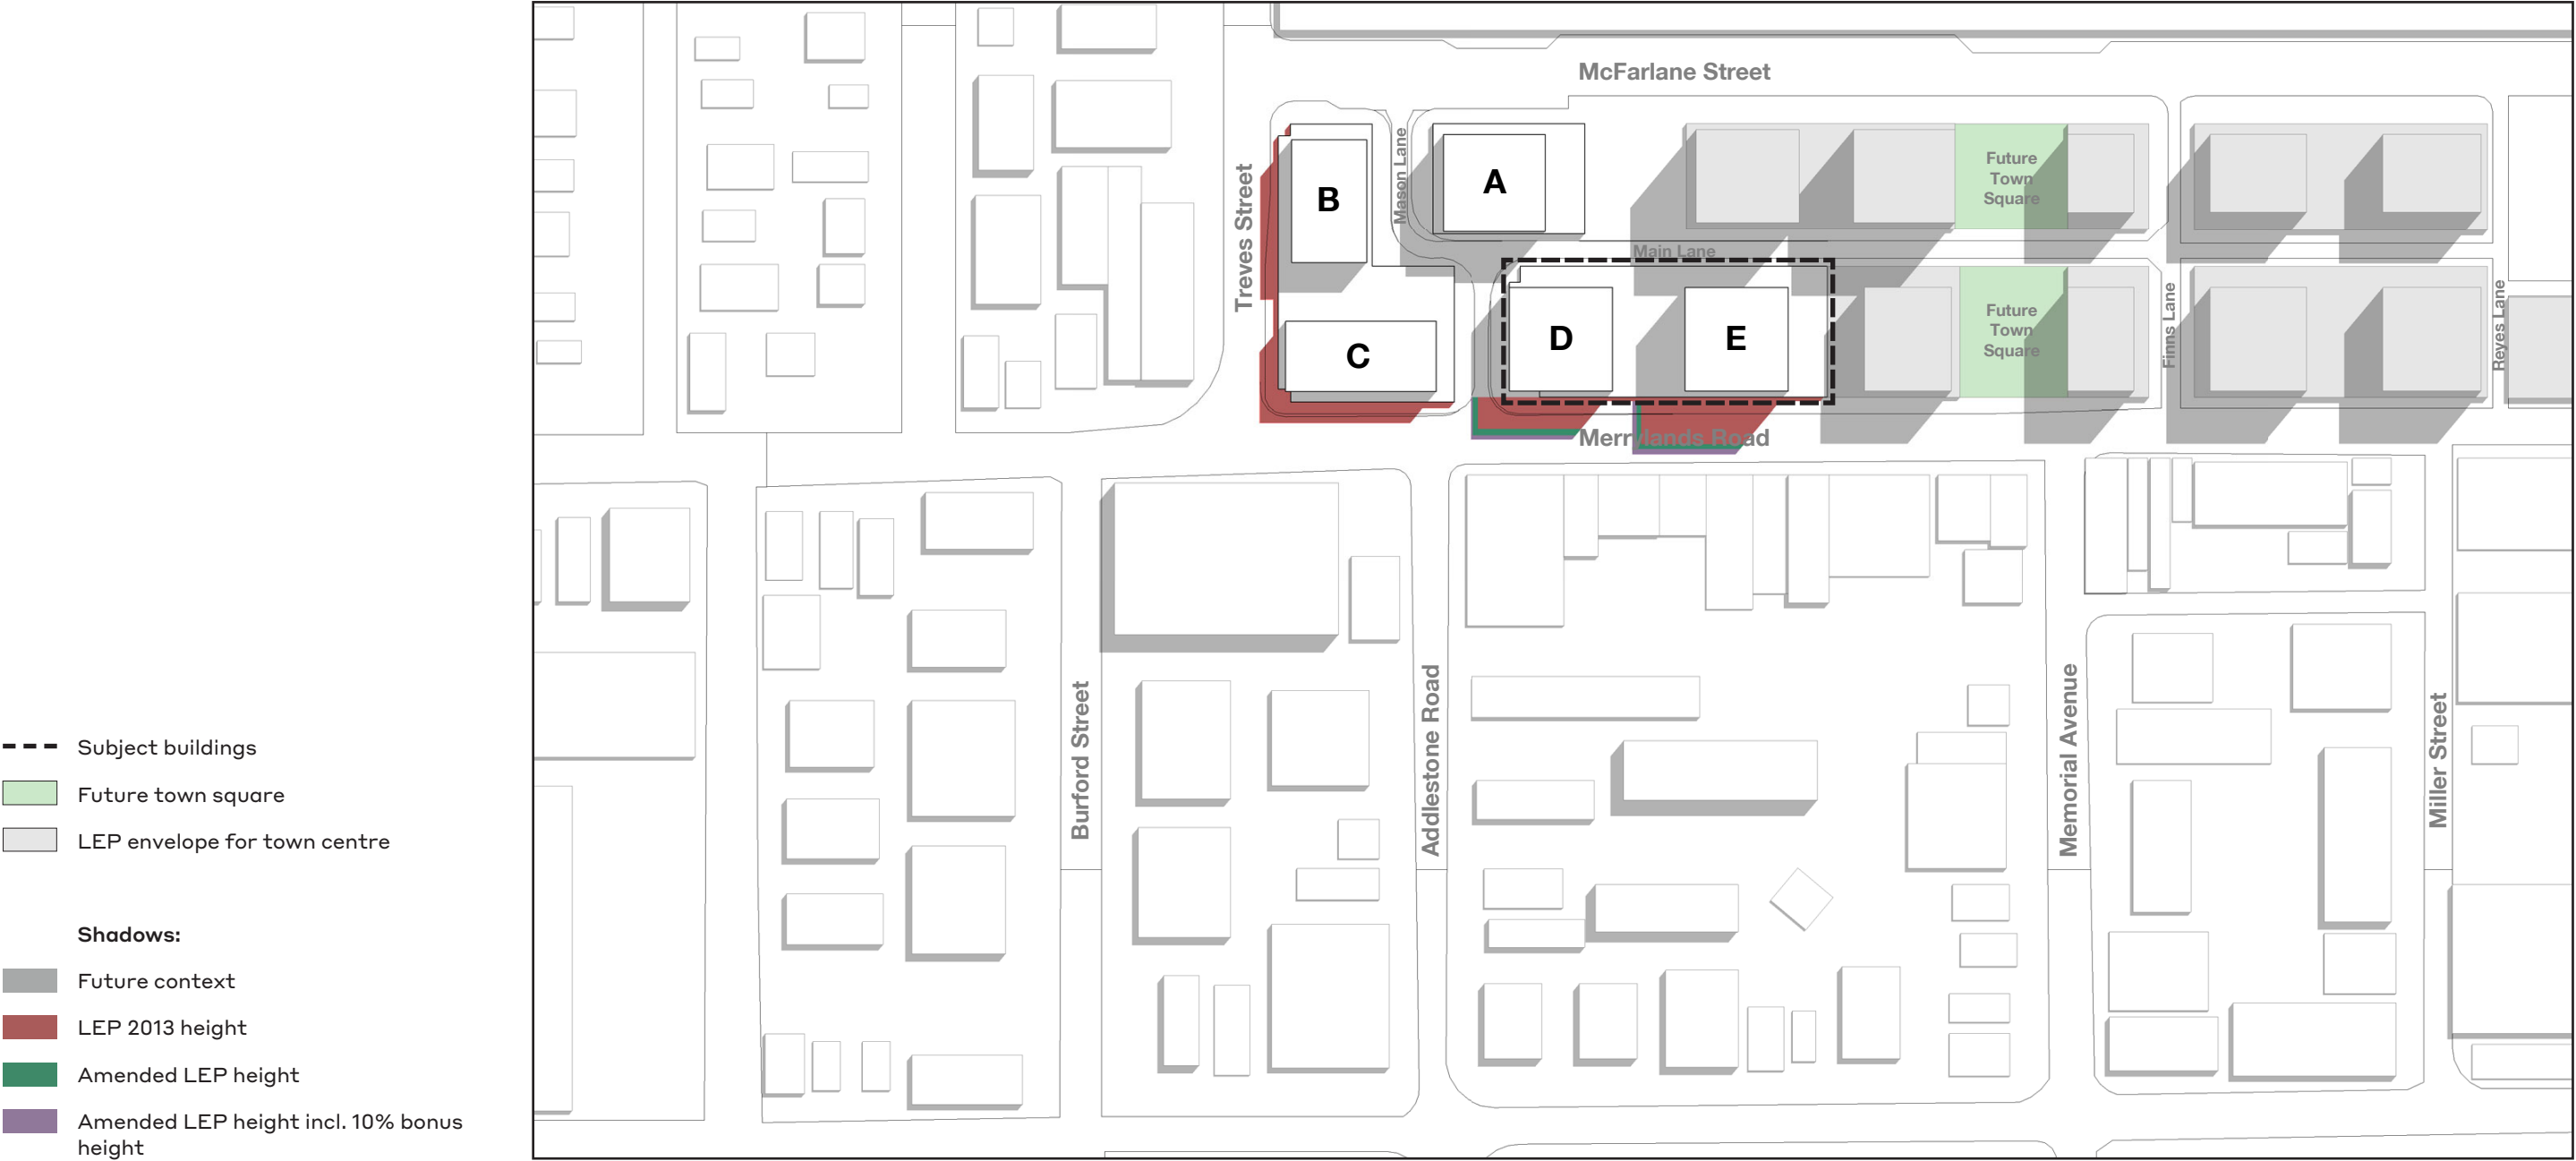 McFarlane Street
Mason Lane
Treves Street
B
A
Future
Town
Square
Main Lane
C
D
E
Future
Town
Square
Finns Lane
Reyes Lane
Merrylands Road
Burford Street
Addlestone Road
Memorial Avenue
Miller Street
Subject buildings
Future town square
LEP envelope for town centre
Shadows:
Future context
LEP 2013 height
Amended LEP height
Amended LEP height incl. 10% bonus
height